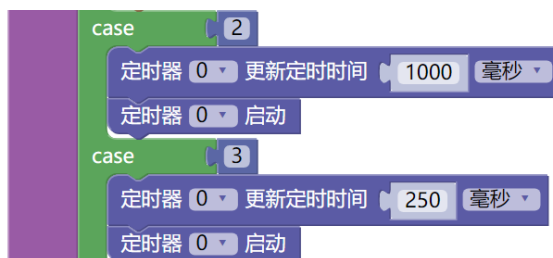 case 2
定时器 0 更新定时时间 1000 毫秒
定时器 0 启动
case 3
定时器 0 更新定时时间 250 毫秒
定时器 0 启动